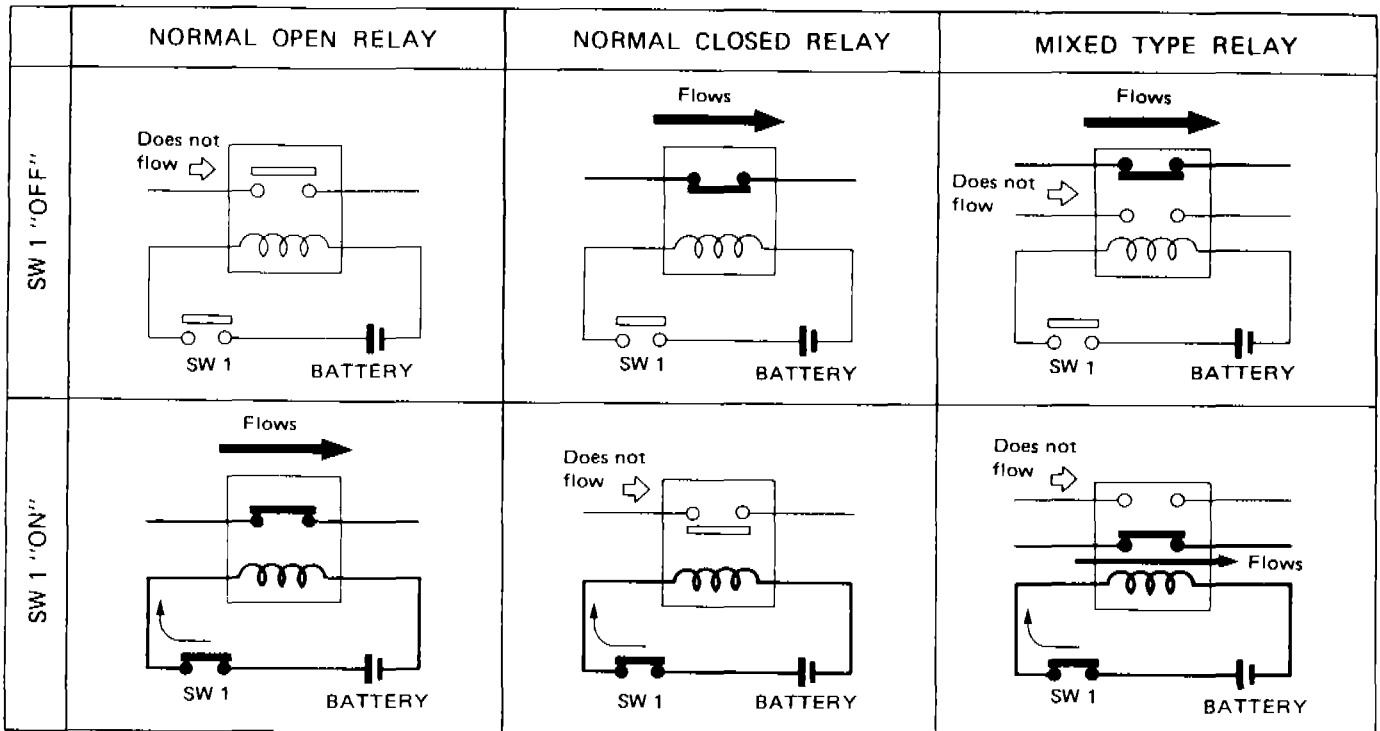 NORMAL OPEN RELAY
NORMAL CLOSED RELAY
MIXED TYPE RELAY
SW 1 "OFF"
Does not
flow
SW 1
BATTERY
Flows
SW 1
BATTERY
Flows
Does not
flow
SW 1
BATTERY
SW 1 "ON"
Flows
SW 1
BATTERY
Does not
flow
SW 1
BATTERY
Does not
flow
Flows
SW 1
BATTERY